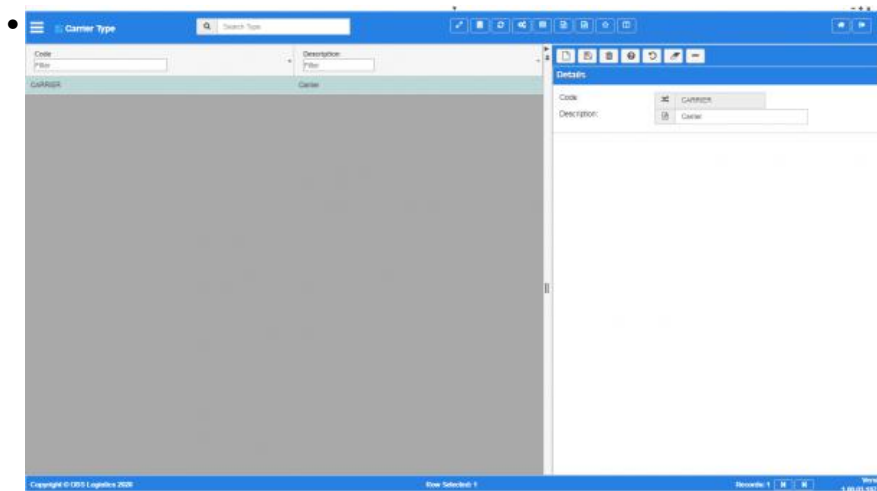 Carrier Type
Search Type
Code
Filter
Description
Filter
CARRIER
Carrier
Details
Code
CARRIER
Description:
Carrier
Copyright © OBS Logistics 2020
Row Selected: 1
Records: 1